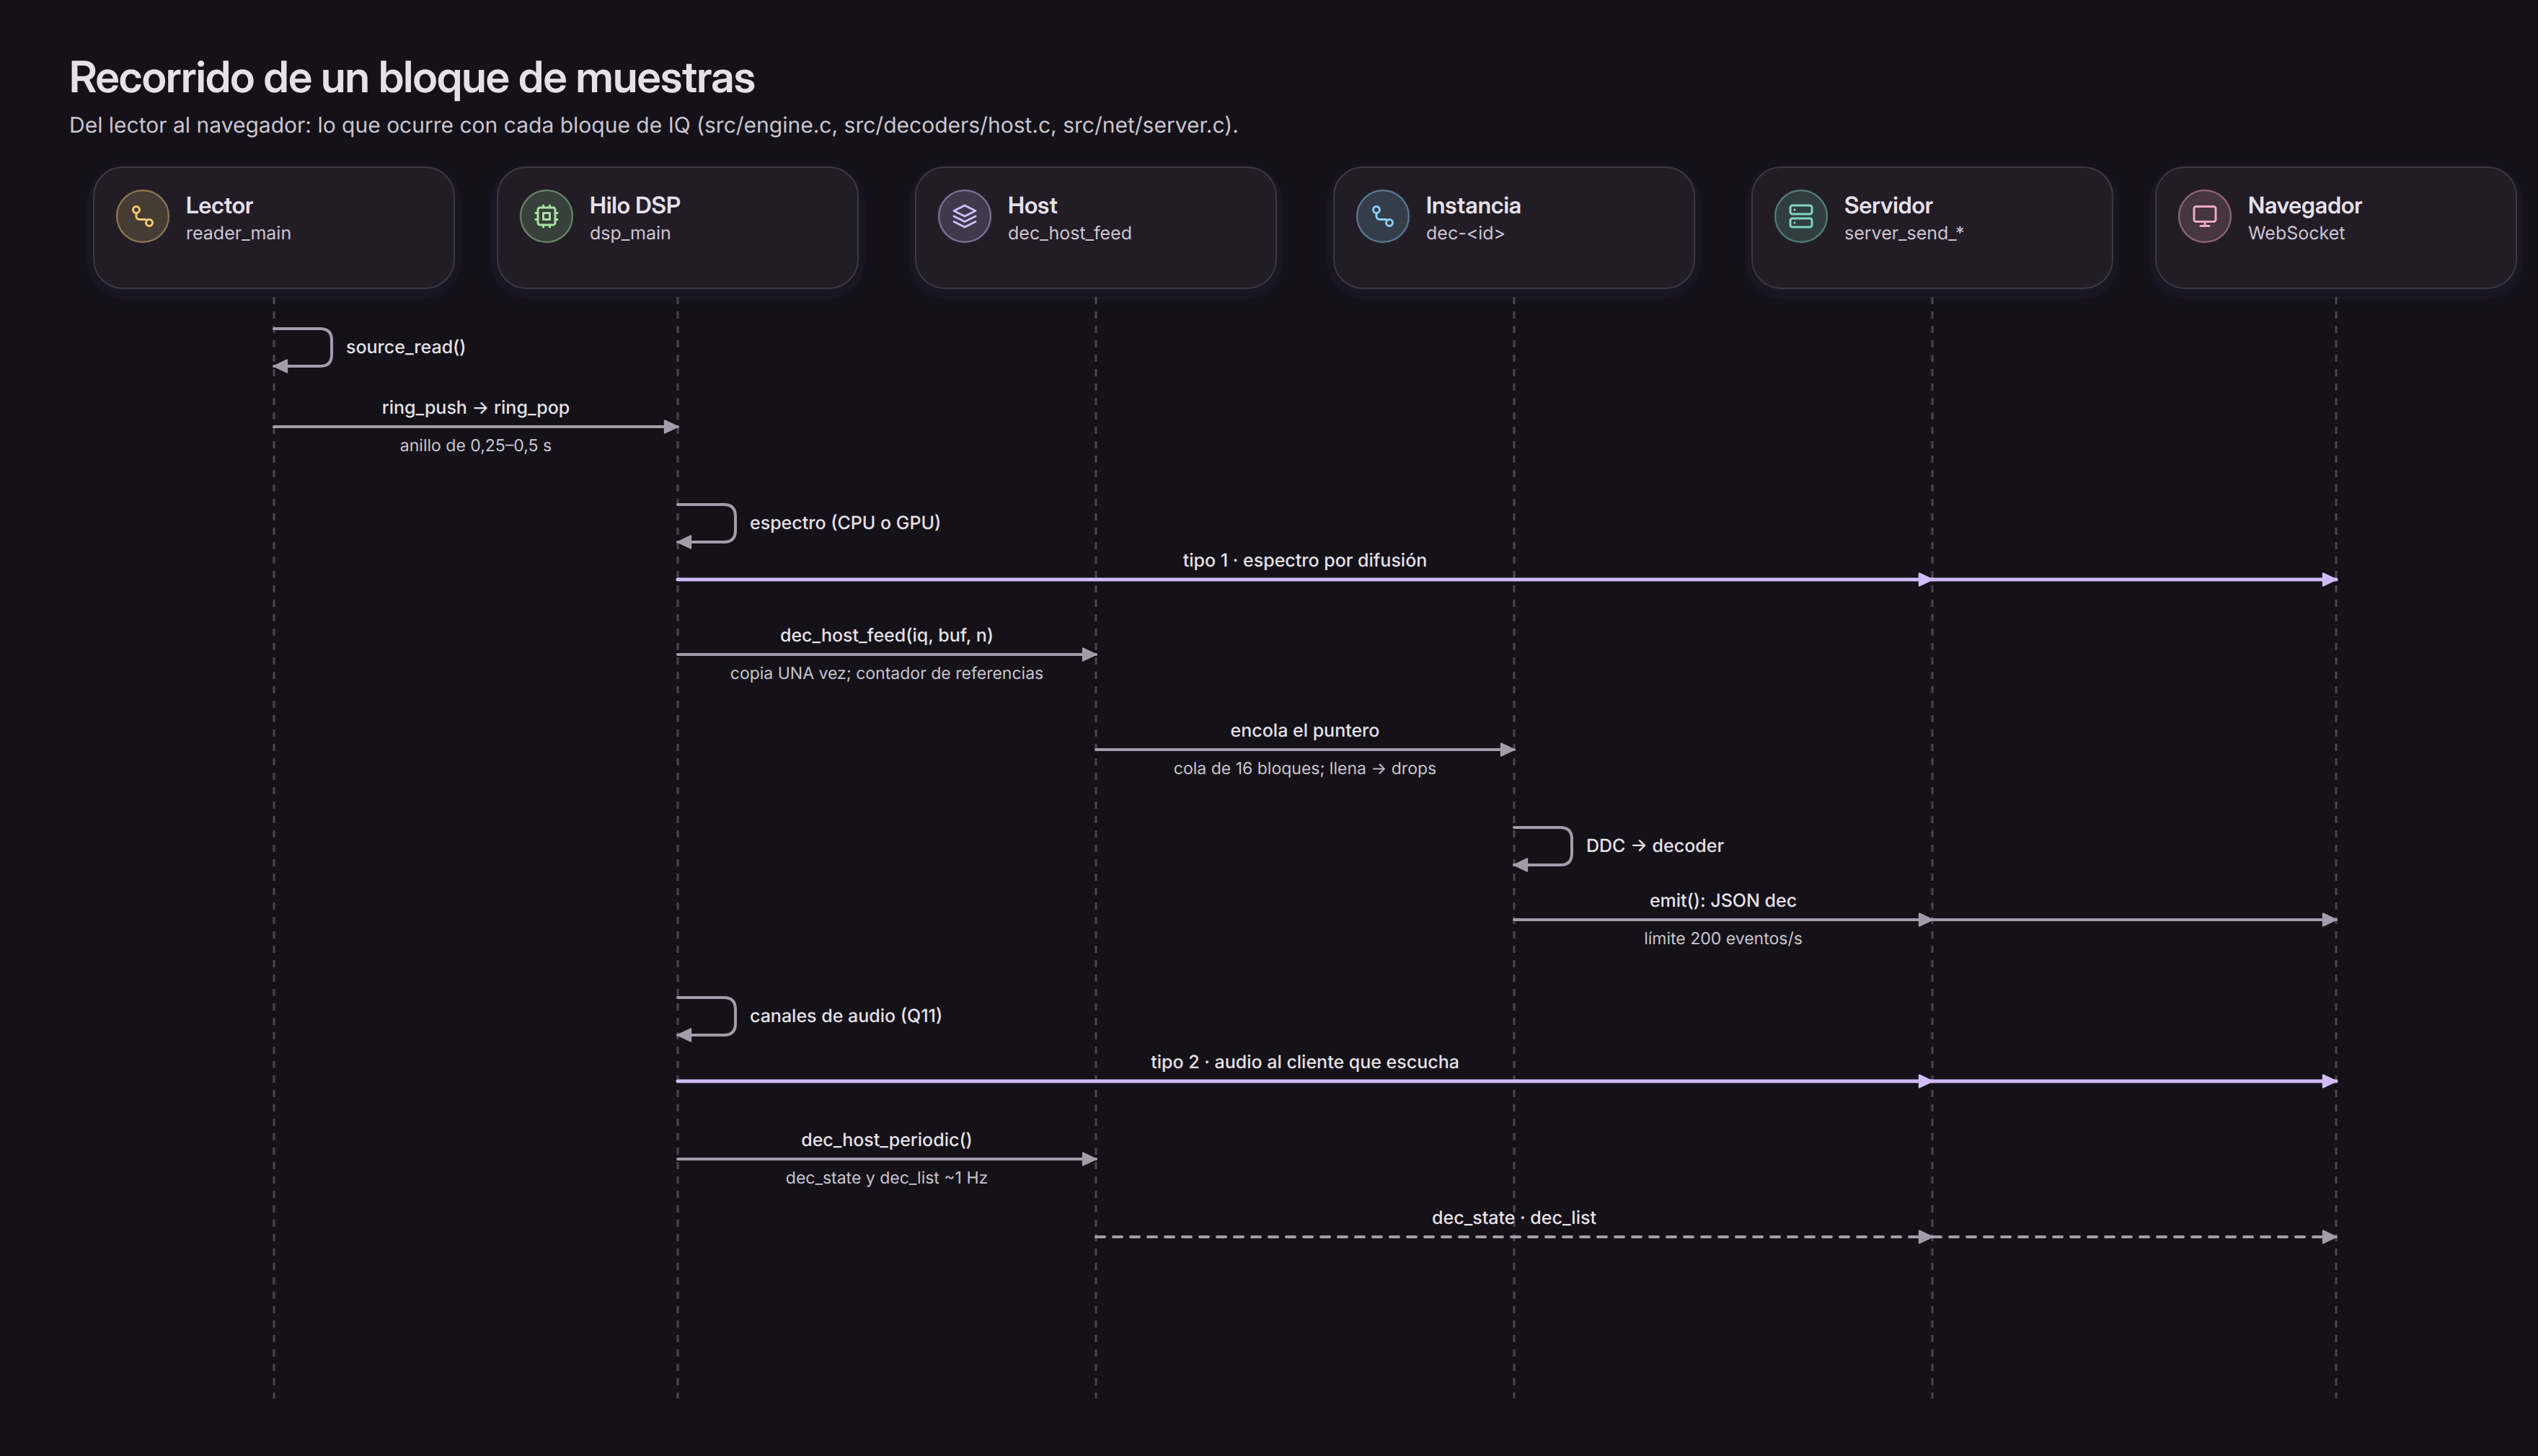 Recorrido de un bloque de muestras
Del lector al navegador: lo que ocurre con cada bloque de IQ (src/engine.c, src/decoders/host.c, src/net/server.c).
Lector
reader_main
Hilo DSP
dsp_main
Host
dec_host_feed
Instancia
dec-<id>
Servidor
server_send_*
Navegador
WebSocket
source_read()
ring_push → ring_pop
anillo de 0,25–0,5 s
espectro (CPU o GPU)
tipo 1 · espectro por difusión
dec_host_feed(iq, buf, n)
copia UNA vez; contador de referencias
encola el puntero
cola de 16 bloques; llena → drops
DDC → decoder
emit(): JSON dec
límite 200 eventos/s
canales de audio (Q11)
tipo 2 · audio al cliente que escucha
dec_host_periodic()
dec_state y dec_list ~1 Hz
dec_state · dec_list